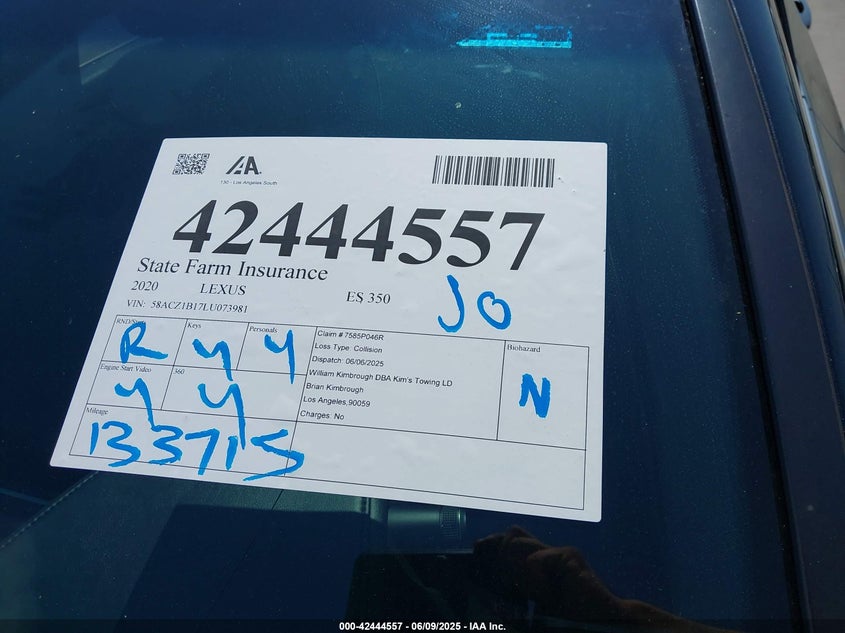 IAA.
130 - Los Angeles South
42444557
State Farm Insurance
2020 LEXUS ES 350
JO
VIN: 58ACZ1B17LU073981
Keys
Personals
R y y
Engine Start Video
360
y y
Mileage
133715
Claim # 7585P046R
Loss Type: Collision
Dispatch: 06/06/2025
William Kimbrough DBA Kim's Towing LD
Brian Kimbrough
Los Angeles,90059
Charges: No
Biohazard
N
000-42444557 - 06/09/2025 - IAA Inc.